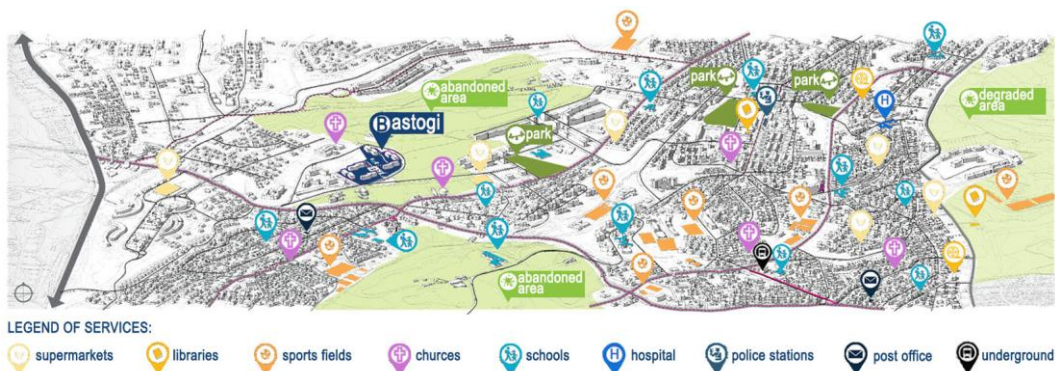 park
park
abandoned
area
degraded
area
H
Bastogi
park
abandoned
area
LEGEND OF SERVICES:
supermarkets
libraries
sports fields
churces
schools
H
hospital
police stations
post office
underground